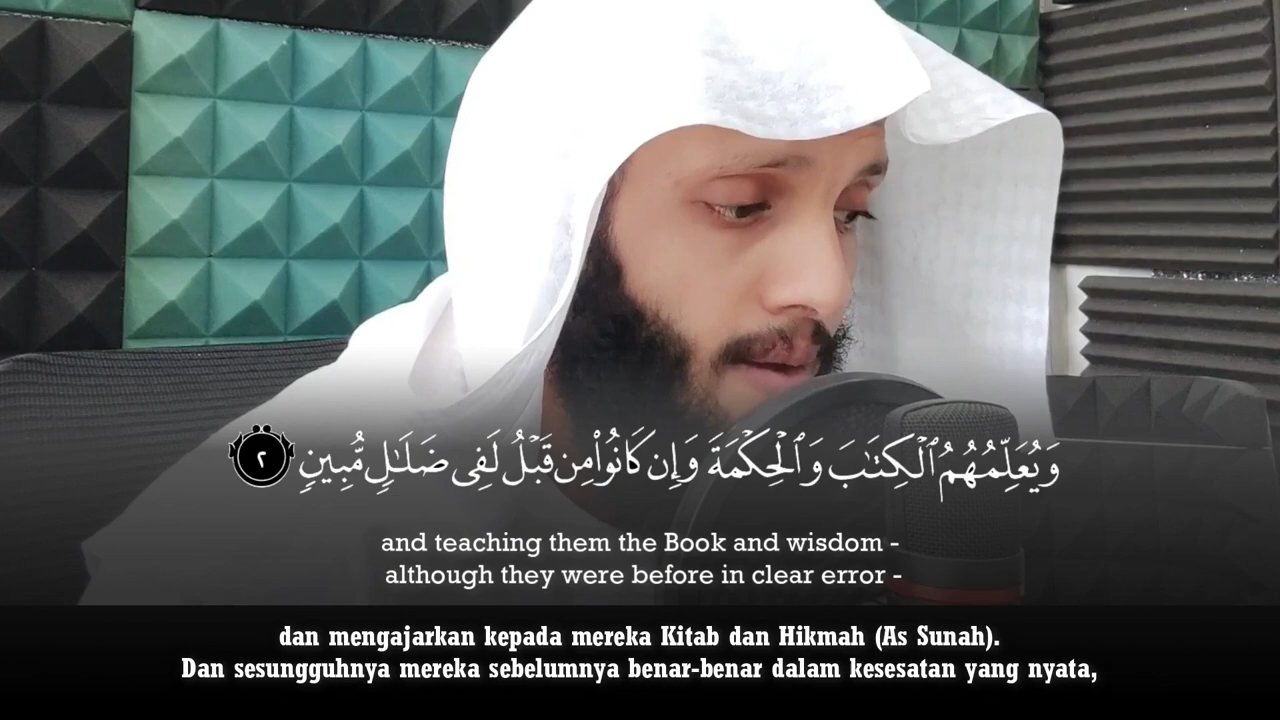 وَيُعَلِّمُهُمُ ٱلْكِتَٰبَ وَٱلْحِكْمَةَ وَإِن كَانُوا۟ مِن قَبْلُ لَفِى ضَلَٰلٍ مُّبِينٍ ٢
and teaching them the Book and wisdom -
although they were before in clear error -
dan mengajarkan kepada mereka Kitab dan Hikmah (As Sunah).
Dan sesungguhnya mereka sebelumnya benar-benar dalam kesesatan yang nyata,